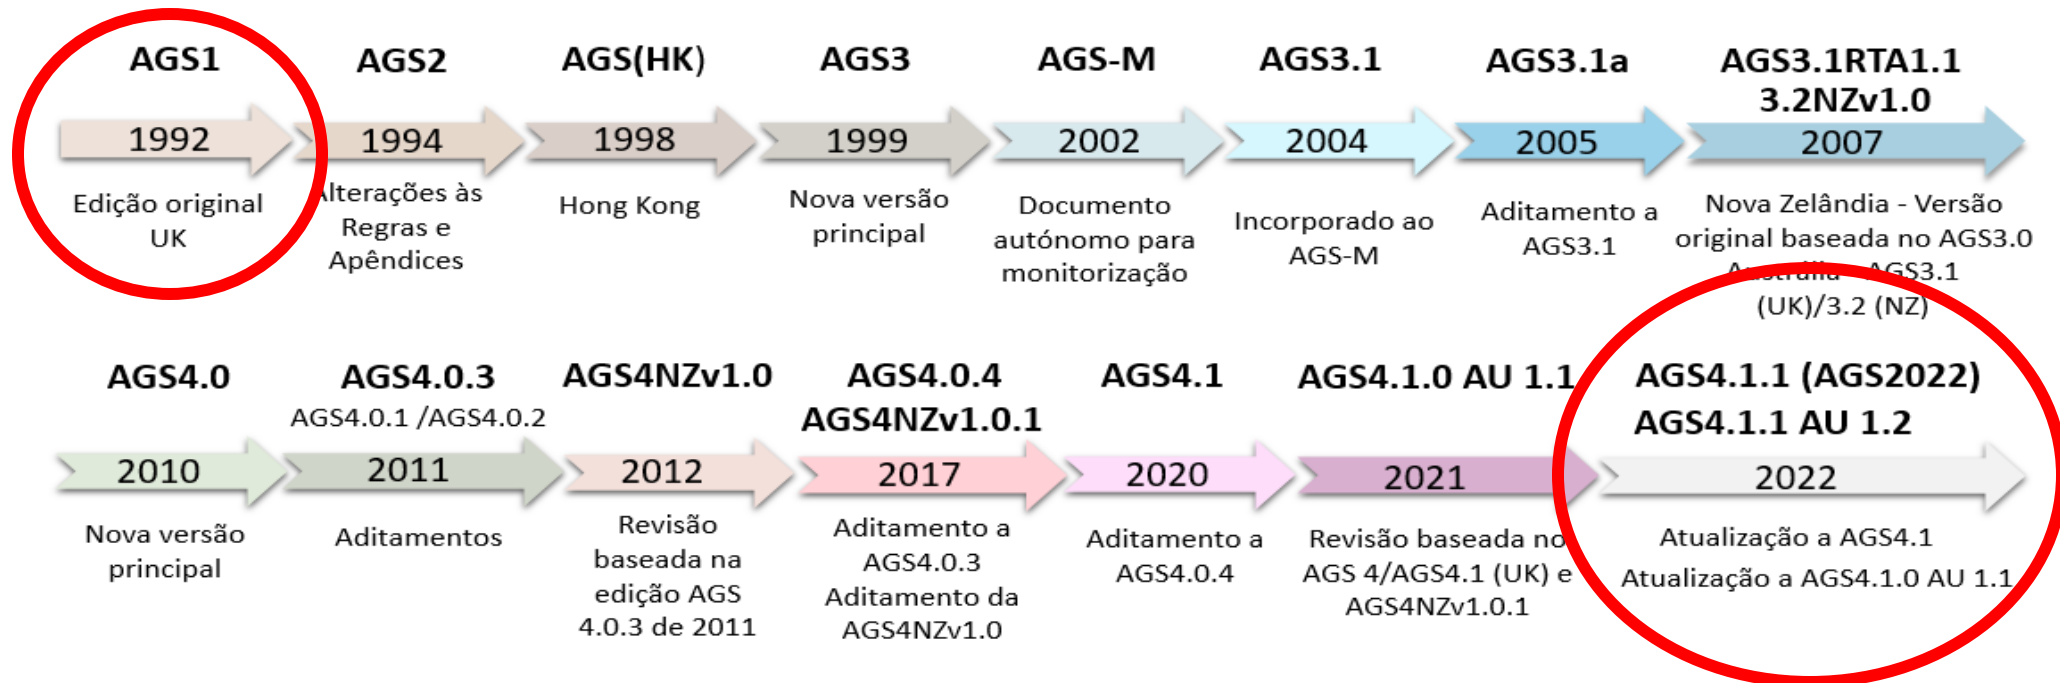 AGS1
1992
Edição original
UK
AGS2
1994
Alterações às
Regras e
Apêndices
AGS(HK)
1998
Hong Kong
AGS3
1999
Nova versão
principal
AGS-M
2002
Documento
autónomo para
monitorização
AGS3.1
2004
Incorporado ao
AGS-M
AGS3.1a
2005
Aditamento a
AGS3.1
AGS3.1RTA1.1
3.2NZv1.0
2007
Nova Zelândia - Versão
original baseada no AGS3.0
Austrália - AGS3.1
(UK)/3.2 (NZ)
AGS4.0
2010
Nova versão
principal
AGS4.0.3
AGS4.0.1 /AGS4.0.2
2011
Aditamentos
AGS4NZv1.0
2012
Revisão
baseada na
edição AGS
4.0.3 de 2011
AGS4.0.4
AGS4NZv1.0.1
2017
Aditamento a
AGS4.0.3
Aditamento da
AGS4NZv1.0
AGS4.1
2020
Aditamento a
AGS4.0.4
AGS4.1.0 AU 1.1
2021
Revisão baseada no
AGS 4/AGS4.1 (UK) e
AGS4NZv1.0.1
AGS4.1.1 (AGS2022)
AGS4.1.1 AU 1.2
2022
Atualização a AGS4.1
Atualização a AGS4.1.0 AU 1.1